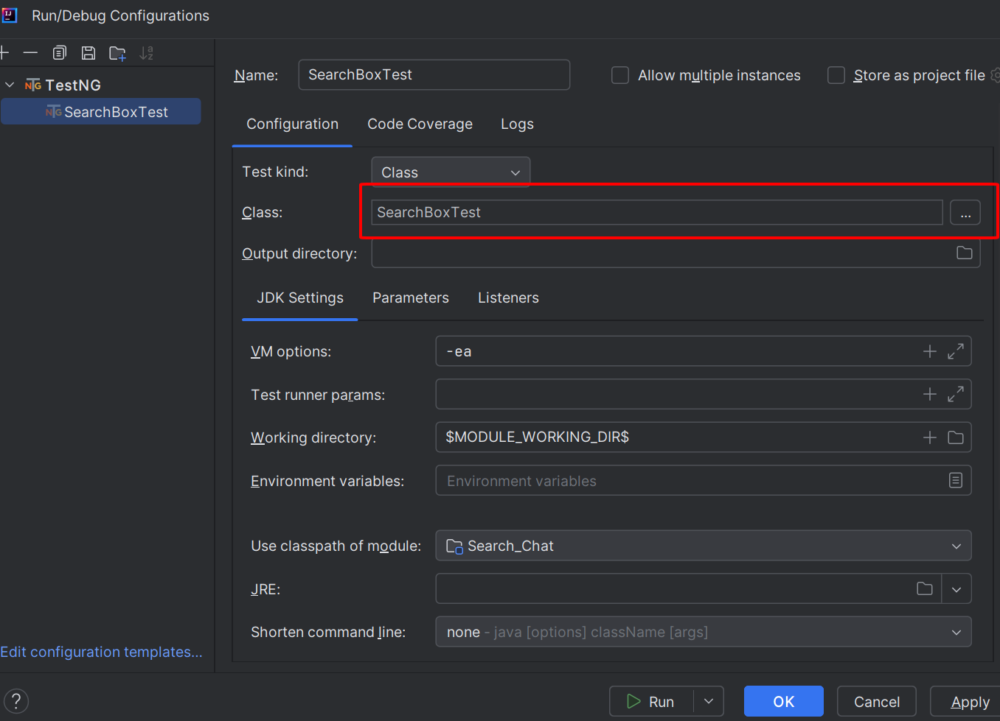 Run/Debug Configurations
TestNG
SearchBoxTest
Edit configuration templates...
Name: SearchBoxTest Allow multiple instances Store as project file
Configuration Code Coverage Logs
Test kind: Class
Class: SearchBoxTest ...
Output directory:
JDK Settings Parameters Listeners
VM options: -ea
Test runner params:
Working directory: $MODULE_WORKING_DIR$
Environment variables: Environment variables
Use classpath of module: Search_Chat
JRE:
Shorten command line: none - java [options] className [args]
? Run OK Cancel Apply